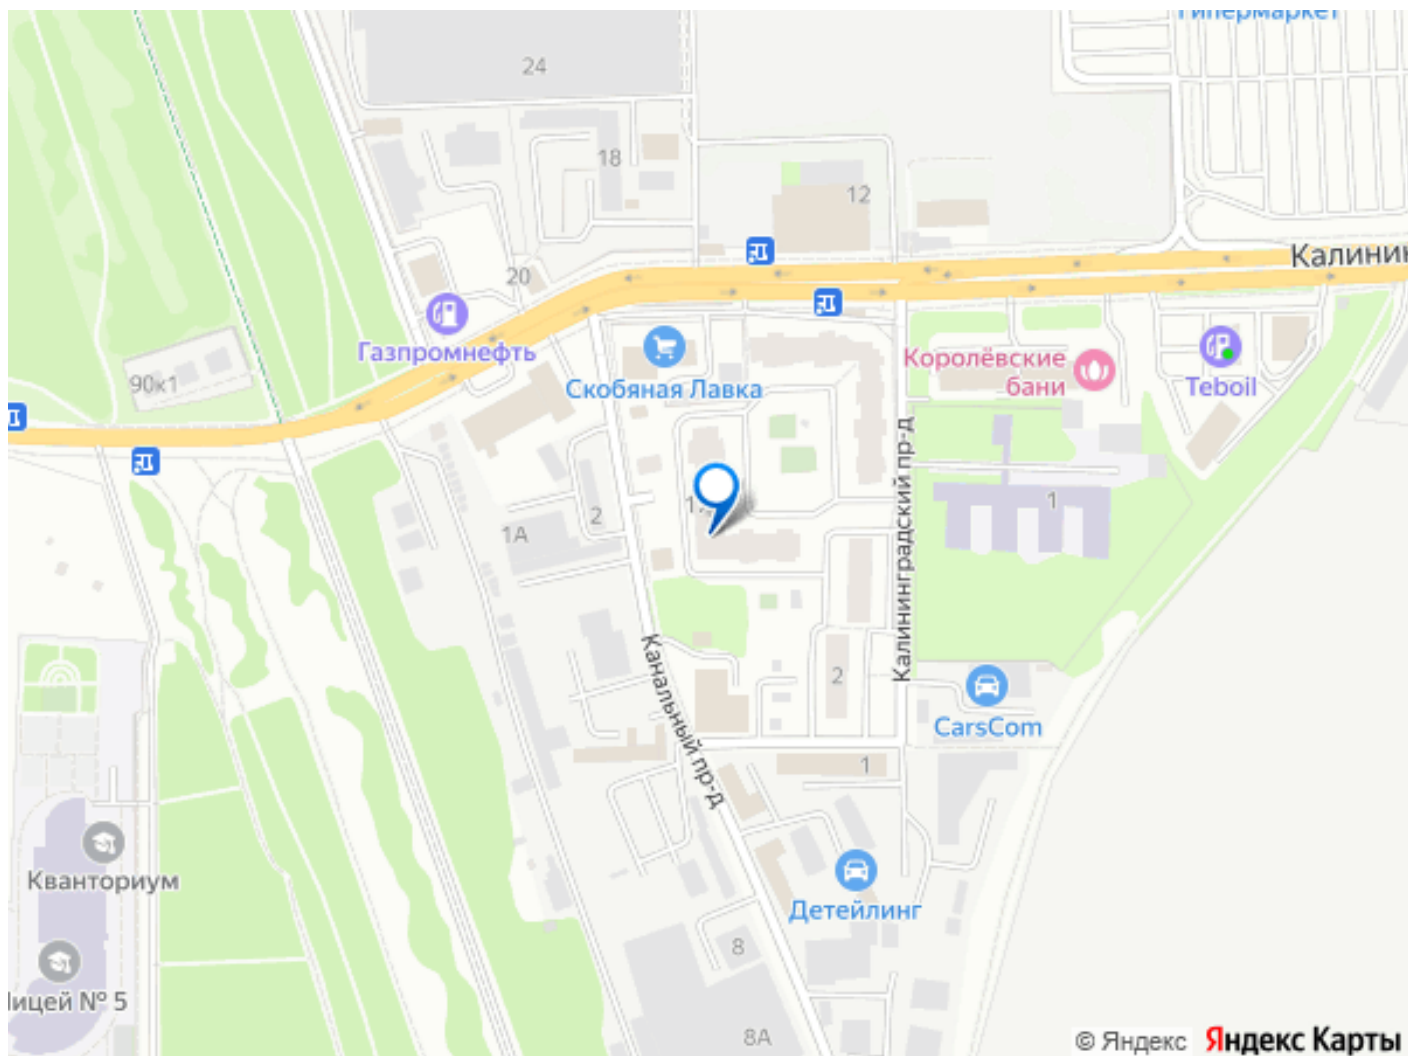 Гипермаркет
24
18
12
Калинин
20
Газпромнефть
90к1
Скобяная Лавка
Королёвские
бани
Teboil
Калининградский пр-д
1
2
1А
Канальный пр-д
2
CarsCom
1
Кванториум
Детейлинг
8
Лицей № 5
8А
© Яндекс Яндекс Карты